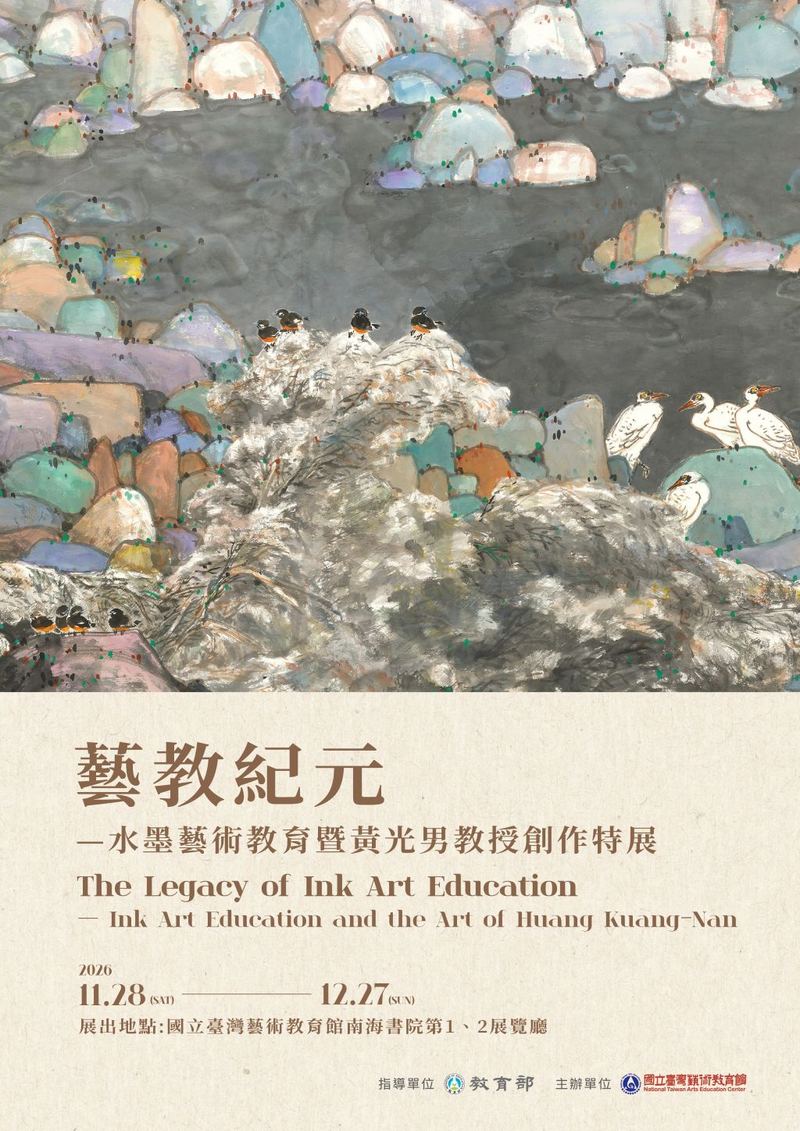 藝教紀元
—水墨藝術教育暨黃光男教授創作特展
The Legacy of Ink Art Education
— Ink Art Education and the Art of Huang Kuang-Nan
2026
11.28 (SAT) ——— 12.27 (SUN)
展出地點:國立臺灣藝術教育館南海書院第1、2展覽廳
指導單位 教育部 主辦單位 國立臺灣藝術教育館
National Taiwan Arts Education Center